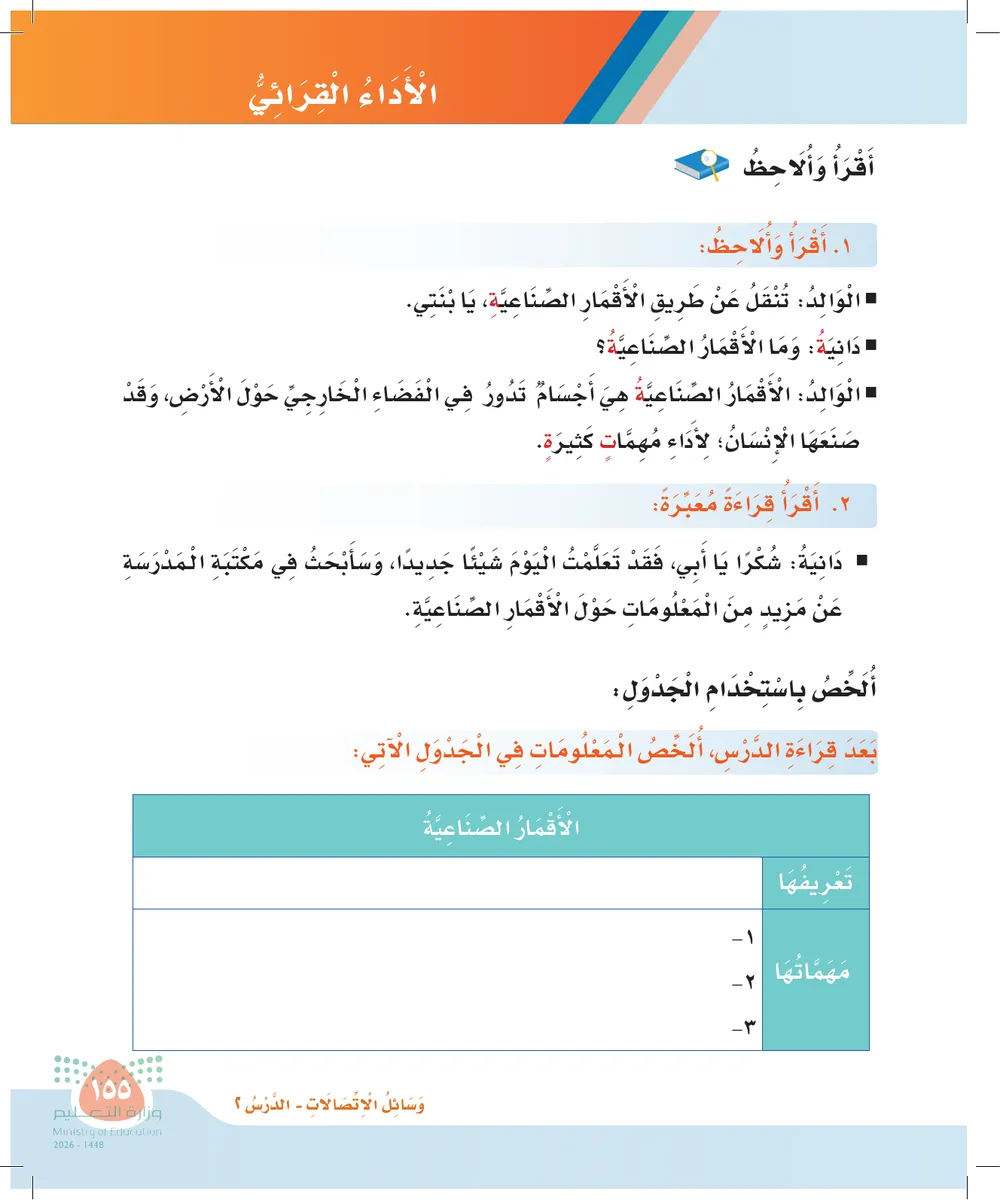 الْأَدَاءُ الْقِرَائِيُّ
أَقْرَأُ وَأُلَاحِظُ
١. أَقْرَأُ وَأُلَاحِظُ:
■ الْوَالِدُ: تُنْقَلُ عَنْ طَرِيقِ الْأَقْمَارِ الصِّنَاعِيَّةِ، يَا بْنَتِي.
■ دَانِيَةُ: وَمَا الْأَقْمَارُ الصِّنَاعِيَّةُ؟
■ الْوَالِدُ: الْأَقْمَارُ الصِّنَاعِيَّةُ هِيَ أَجْسَامٌ تَدُورُ فِي الْفَضَاءِ الْخَارِجِيِّ حَوْلَ الْأَرْضِ، وَقَدْ
صَنَعَهَا الْإِنْسَانُ؛ لِأَدَاءِ مُهِمَّاتٍ كَثِيرَةٍ.
٢. أَقْرَأُ قِرَاءَةً مُعَبِّرَةً:
■ دَانِيَةُ: شُكْرًا يَا أَبِي، فَقَدْ تَعَلَّمْتُ الْيَوْمَ شَيْئًا جَدِيدًا، وَسَأَبْحَثُ فِي مَكْتَبَةِ الْمَدْرَسَةِ
عَنْ مَزِيدٍ مِنَ الْمَعْلُومَاتِ حَوْلَ الْأَقْمَارِ الصِّنَاعِيَّةِ.
أُلَخِّصُ بِاسْتِخْدَامِ الْجَدْوَلِ:
بَعَدَ قِرَاءَةِ الدَّرْسِ، أُلَخِّصُ الْمَعْلُومَاتِ فِي الْجَدْوَلِ الْآتِي:
الْأَقْمَارُ الصِّنَاعِيَّةُ
تَعْرِيفُهَا
مَهَمَّاتُهَا
١–
٢–
٣–
وَسَائِلُ الْاِتِّصَالَاتِ - الدَّرْسُ ٢
١٥٥
وزارة التعليم
Ministry of Education
2026 - 1448